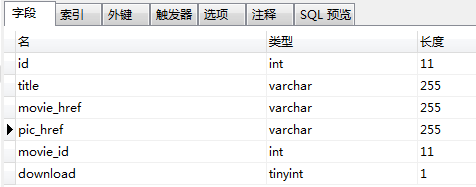 字段 索引 外键 触发器 选项 注释 SQL 预览
名 类型 长度
id int 11
title varchar 255
movie_href varchar 255
pic_href varchar 255
movie_id int 11
download tinyint 1